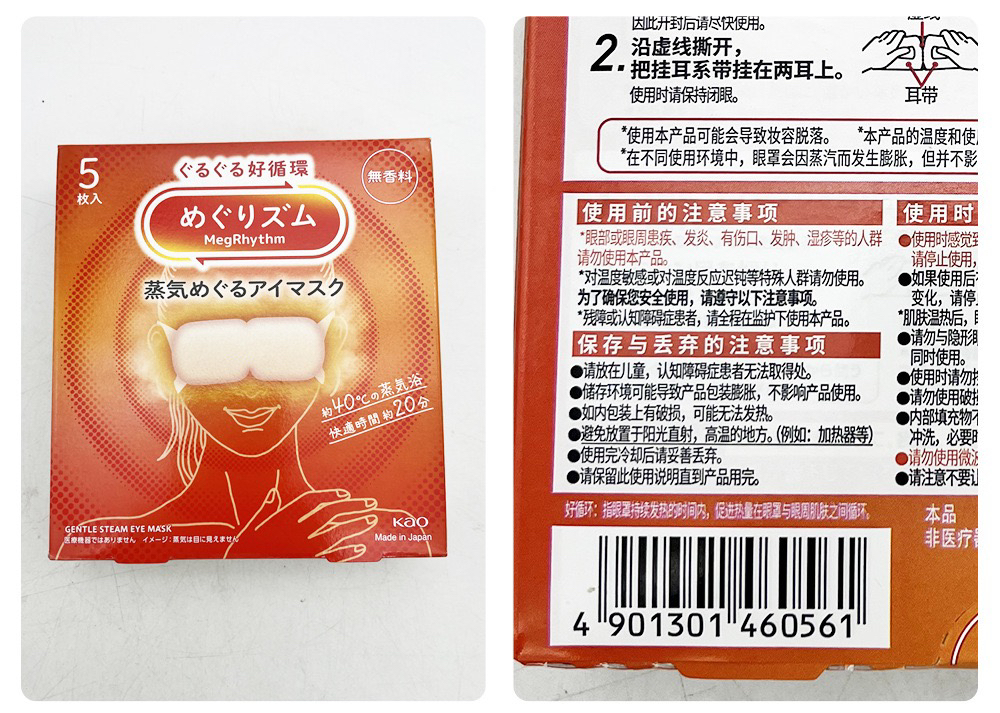 5
枚入
ぐるぐる好循環
無香料
めぐりズム
MegRhythm
蒸気めぐるアイマスク
約40℃の蒸気浴
快適時間約20分
GENTLE STEAM EYE MASK
医療機器ではありません イメージ:蒸気は目に見えません
Kao
Made in Japan
因此开封后请尽快使用。
2.沿虚线撕开，
把挂耳系带挂在两耳上。
使用时请保持闭眼。
虚线
耳带
*使用本产品可能会导致妆容脱落。 *本产品的温度和使
*在不同使用环境中，眼罩会因蒸汽而发生膨胀，但并不影
使用前的注意事项
*眼部或眼周患疾、发炎、有伤口、发肿、湿疹等的人群
请勿使用本产品。
*对温度敏感或对温度反应迟钝等特殊人群请勿使用。
为了确保您安全使用，请遵守以下注意事项。
*残障或认知障碍症患者，请全程在监护下使用本产品。
保存与丢弃的注意事项
●请放在儿童，认知障碍症患者无法取得处。
●储存环境可能导致产品包装膨胀，不影响产品使用。
●如内包装上有破损，可能无法发热。
●避免放置于阳光直射，高温的地方。(例如：加热器等)
●使用完冷却后请妥善丢弃。
●请保留此使用说明直到产品用完。
使用时
●使用时感觉到
请停止使用，
●如果使用后
变化，请停
*肌肤温热后，
●请勿与隐形眼
同时使用。
●使用时请勿按
●请勿使用破损
●内部填充物
冲洗，必要时
●请勿使用微波
●请注意不要让
好循环：指眼罩持续发热的时间内，促进热量在眼罩与眼周肌肤之间循环。
本品
非医疗器
4 901301 460561